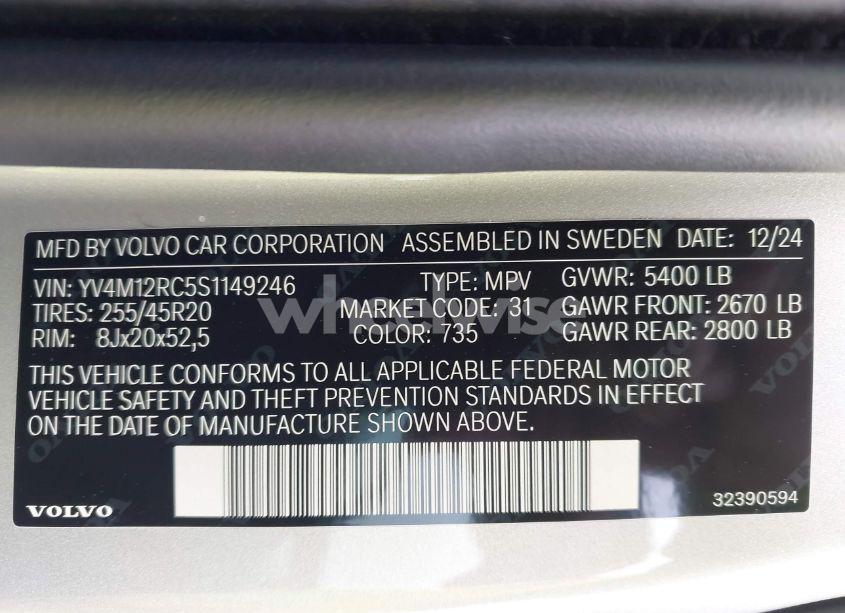 MFD BY VOLVO CAR CORPORATION ASSEMBLED IN SWEDEN DATE: 12/24
VIN: YV4M12RC5S1149246 TYPE: MPV GVWR: 5400 LB
TIRES: 255/45R20 MARKET CODE: 31 GAWR FRONT: 2670 LB
RIM: 8Jx20x52,5 COLOR: 735 GAWR REAR: 2800 LB
wheelwise
THIS VEHICLE CONFORMS TO ALL APPLICABLE FEDERAL MOTOR
VEHICLE SAFETY AND THEFT PREVENTION STANDARDS IN EFFECT
ON THE DATE OF MANUFACTURE SHOWN ABOVE.
VOLVO 32390594